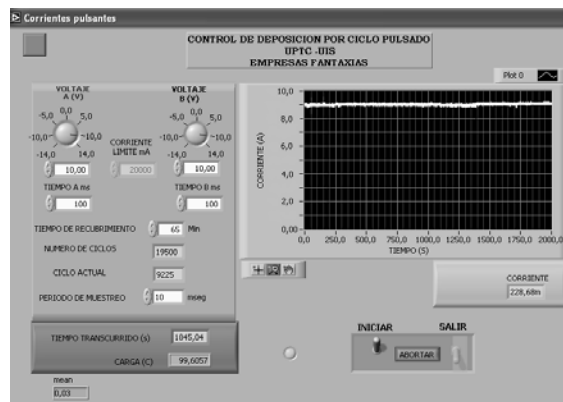 Corrientes pulsantes
CONTROL DE DEPOSICION POR CICLO PULSADO
UPTC -UIS
EMPRESAS FANTAXIAS
Plot 0
VOLTAJE
A (V)
VOLTAJE
B (V)
-5,0 0,0 5,0
-5,0 0,0 5,0
-10,0 10,0
-10,0 10,0
-14,0 14,0
-14,0 14,0
CORRIENTE
LIMITE mA
10,00
20000
10,00
TIEMPO A ms
TIEMPO B ms
100
100
TIEMPO DE RECUBRIMIENTO 65 Min
NUMERO DE CICLOS 19500
CICLO ACTUAL 9225
PERIODO DE MUESTREO 10 mseg
TIEMPO TRANSCURRIDO (s) 1845,04
CARGA (C) 99,6057
mean
0,03
CORRIENTE (A)
10,0
8,0
6,0
4,0
2,0
0,00
0,0 250,0 500,0 750,0 1000,0 1250,0 1500,0 1750,0 2000,0
TIEMPO (S)
CORRIENTE
228,68m
INICIAR SALIR
ABORTAR